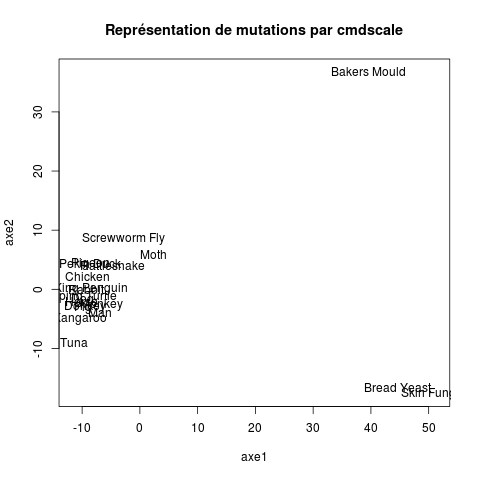 Représentation de mutations par cmdscale
axe2
30
20
10
0
-10
Bakers Mould
Screwworm Fly
Moth
Chicken
Penguin
Man
Kangaroo
Tuna
Bread Yeast
Skin Fung
-10
0
10
20
30
40
50
axe1